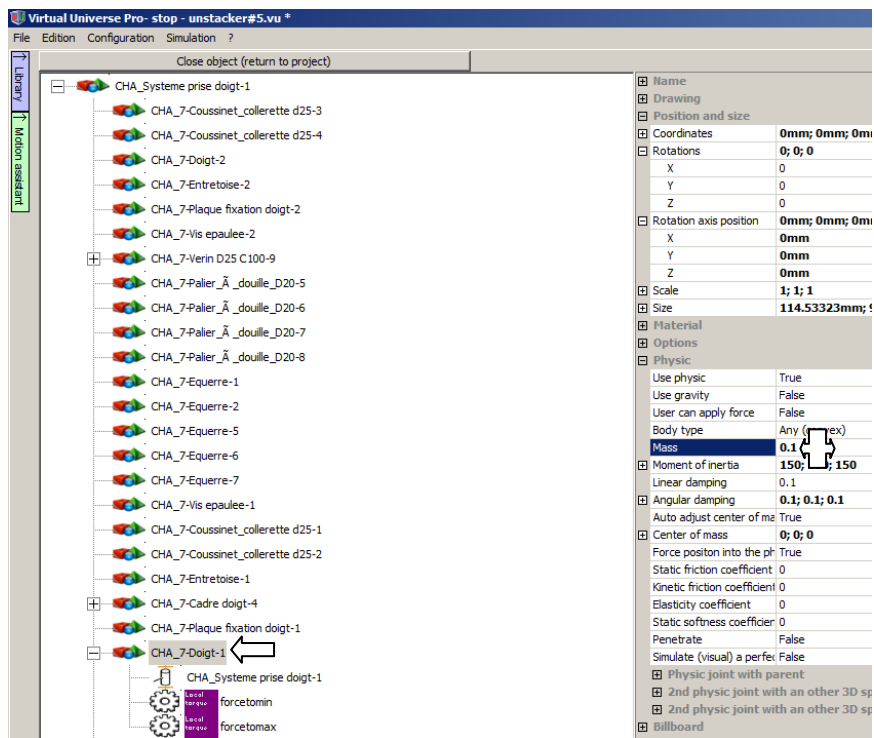 Virtual Universe Pro- stop - unstacker#5.vu *
File Edition Configuration Simulation ?
Close object (return to project)
Library
Motion assistant
CHA_Systeme prise doigt-1
CHA_7-Coussinet_collerette d25-3
CHA_7-Coussinet_collerette d25-4
CHA_7-Doigt-2
CHA_7-Entretoise-2
CHA_7-Plaque fixation doigt-2
CHA_7-Vis epaulee-2
CHA_7-Verin D25 C100-9
CHA_7-Palier_Ã _douille_D20-5
CHA_7-Palier_Ã _douille_D20-6
CHA_7-Palier_Ã _douille_D20-7
CHA_7-Palier_Ã _douille_D20-8
CHA_7-Equerre-1
CHA_7-Equerre-2
CHA_7-Equerre-5
CHA_7-Equerre-6
CHA_7-Equerre-7
CHA_7-Vis epaulee-1
CHA_7-Coussinet_collerette d25-1
CHA_7-Coussinet_collerette d25-2
CHA_7-Entretoise-1
CHA_7-Cadre doigt-4
CHA_7-Plaque fixation doigt-1
CHA_7-Doigt-1
CHA_Systeme prise doigt-1
Local torque forcetomin
Local torque forcetomax
Name
Drawing
Position and size
Coordinates 0mm; 0mm; 0m
Rotations 0; 0; 0
X 0
Y 0
Z 0
Rotation axis position 0mm; 0mm; 0m
X 0mm
Y 0mm
Z 0mm
Scale 1; 1; 1
Size 114.53323mm; 9
Material
Options
Physic
Use physic True
Use gravity False
User can apply force False
Body type Any
Mass 0.1
Moment of inertia 150; 150
Linear damping 0.1
Angular damping 0.1; 0.1; 0.1
Auto adjust center of ma True
Center of mass 0; 0; 0
Force positon into the ph True
Static friction coefficient 0
Kinetic friction coefficient 0
Elasticity coefficient 0
Static softness coefficier 0
Penetrate False
Simulate (visual) a perfec False
Physic joint with parent
2nd physic joint with an other 3D sp
2nd physic joint with an other 3D sp
Billboard